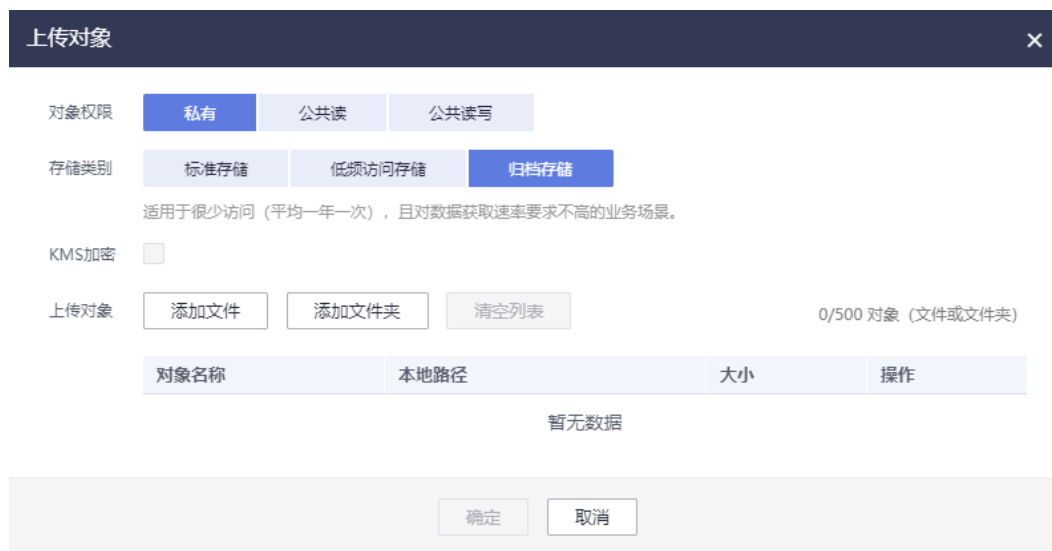 上传对象 ×
对象权限 私有 公共读 公共读写
存储类别 标准存储 低频访问存储 归档存储
适用于很少访问（平均一年一次），且对数据获取速率要求不高的业务场景。
KMS加密
上传对象 添加文件 添加文件夹 清空列表 0/500 对象（文件或文件夹）
对象名称 本地路径 大小 操作
暂无数据
确定 取消